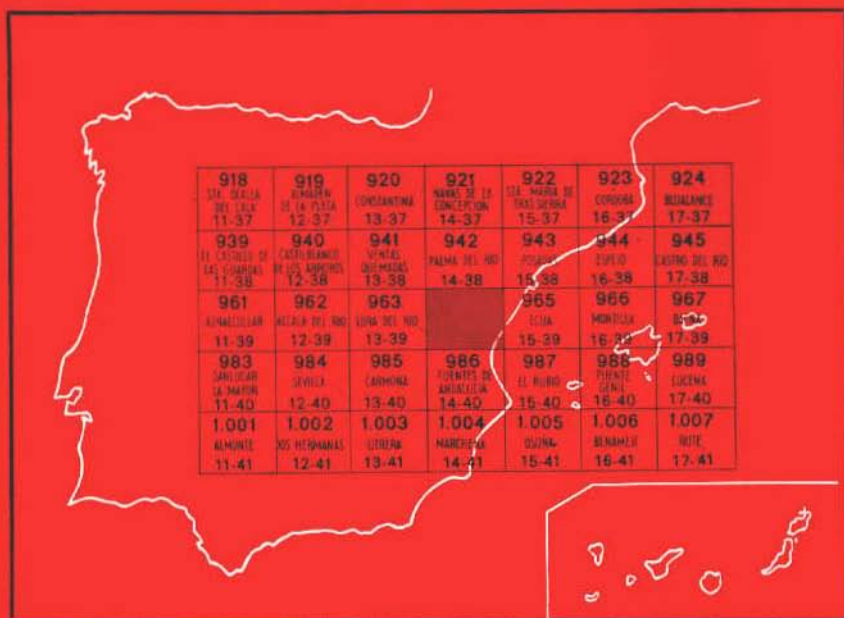 918
STA. OLALLA
DEL CALA
11-37
919
ALMADEN
DE LA PLATA
12-37
920
CONSTANTINA
13-37
921
NAVAS DE LA
CONCEPCION
14-37
922
STA. MARIA DE
TRASSIERRA
15-37
923
CORDOBA
16-37
924
BUJALANCE
17-37
939
EL CASTILLO DE
LAS GUARDAS
11-38
940
CASTILBLANCO
DE LOS ARROYOS
12-38
941
VENTAS
QUEMADAS
13-38
942
PALMA DEL RIO
14-38
943
POSADAS
15-38
944
ESPEJO
16-38
945
CASTRO DEL RIO
17-38
961
AZNALCOLLAR
11-39
962
ALCALA DEL RIO
12-39
963
LORA DEL RIO
13-39
965
ECIJA
15-39
966
MONTILLA
16-39
967
BAENA
17-39
983
SANLUCAR
LA MAYOR
11-40
984
SEVILLA
12-40
985
CARMONA
13-40
986
FUENTES DE
ANDALUCIA
14-40
987
EL RUBIO
15-40
988
PUENTE
GENIL
16-40
989
LUCENA
17-40
1.001
ALMONTE
11-41
1.002
DOS HERMANAS
12-41
1.003
UTRERA
13-41
1.004
MARCHENA
14-41
1.005
OSUNA
15-41
1.006
BENAMEJI
16-41
1.007
RUTE
17-41